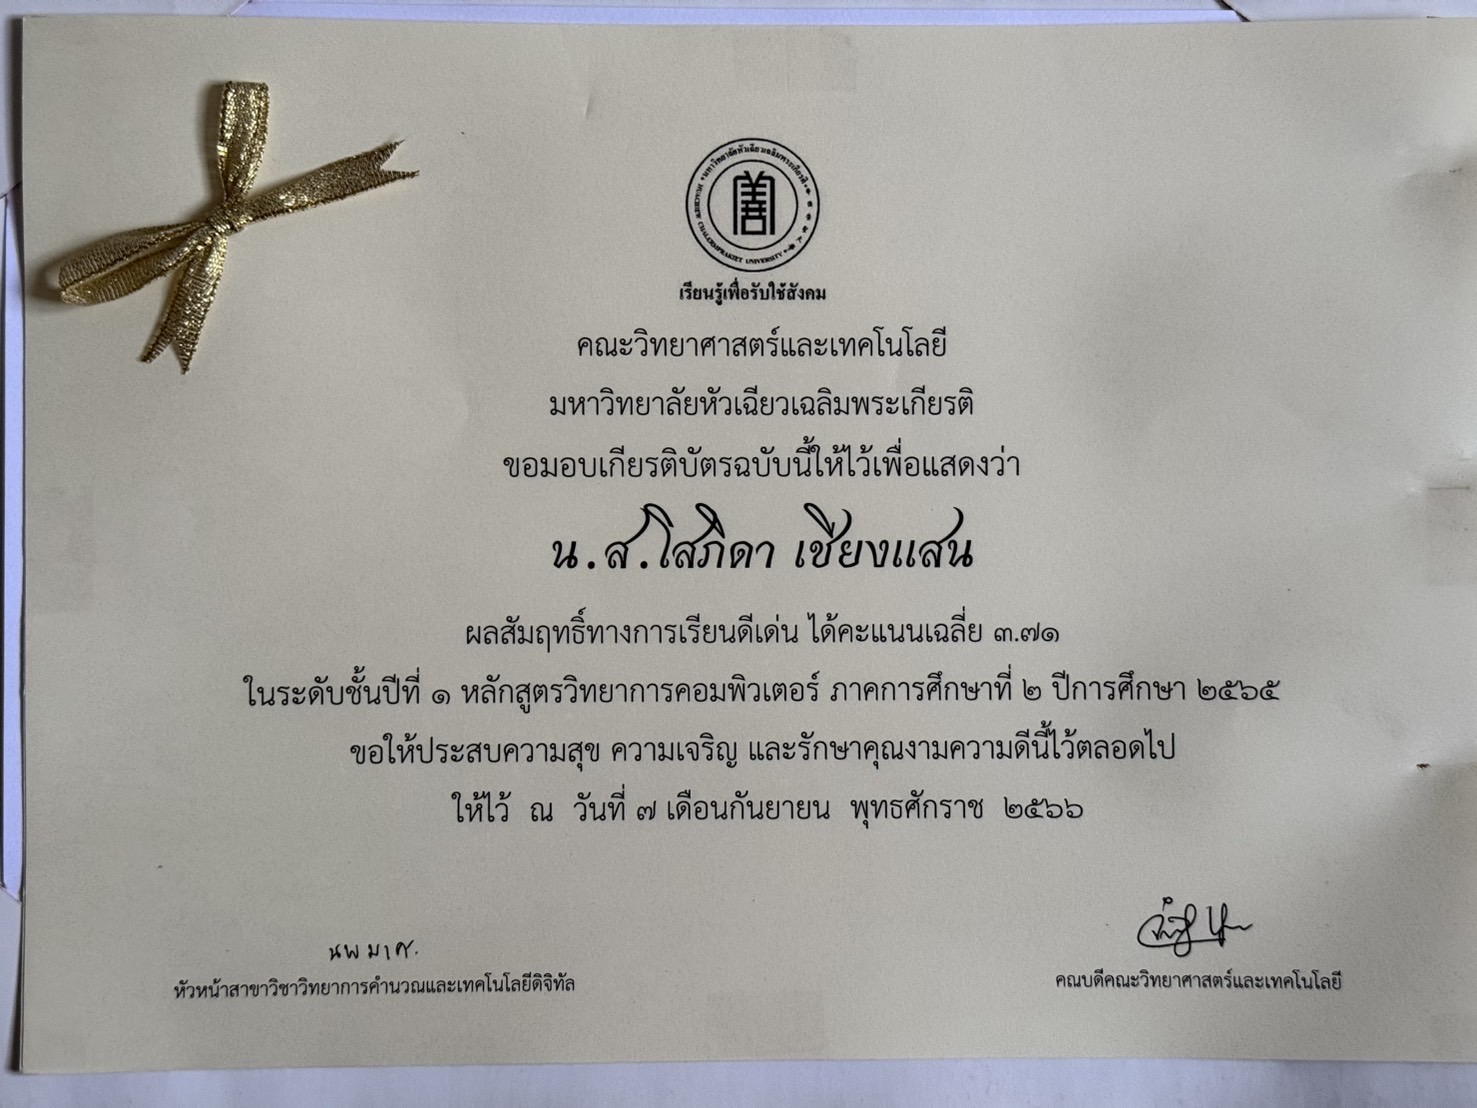 มหาวิทยาลัยหัวเฉียวเฉลิมพระเกียรติ
HUACHIEW CHALERMPRAKIET UNIVERSITY
เรียนรู้เพื่อรับใช้สังคม
คณะวิทยาศาสตร์และเทคโนโลยี
มหาวิทยาลัยหัวเฉียวเฉลิมพระเกียรติ
ขอมอบเกียรติบัตรฉบับนี้ให้ไว้เพื่อแสดงว่า
น.ส.โสภิดา เชียงแสน
ผลสัมฤทธิ์ทางการเรียนดีเด่น ได้คะแนนเฉลี่ย ๓.๗๑
ในระดับชั้นปีที่ ๑ หลักสูตรวิทยาการคอมพิวเตอร์ ภาคการศึกษาที่ ๒ ปีการศึกษา ๒๕๖๕
ขอให้ประสบความสุข ความเจริญ และรักษาคุณงามความดีนี้ไว้ตลอดไป
ให้ไว้ ณ วันที่ ๗ เดือนกันยายน พุทธศักราช ๒๕๖๖
หัวหน้าสาขาวิชาวิทยาการคำนวณและเทคโนโลยีดิจิทัล
คณบดีคณะวิทยาศาสตร์และเทคโนโลยี